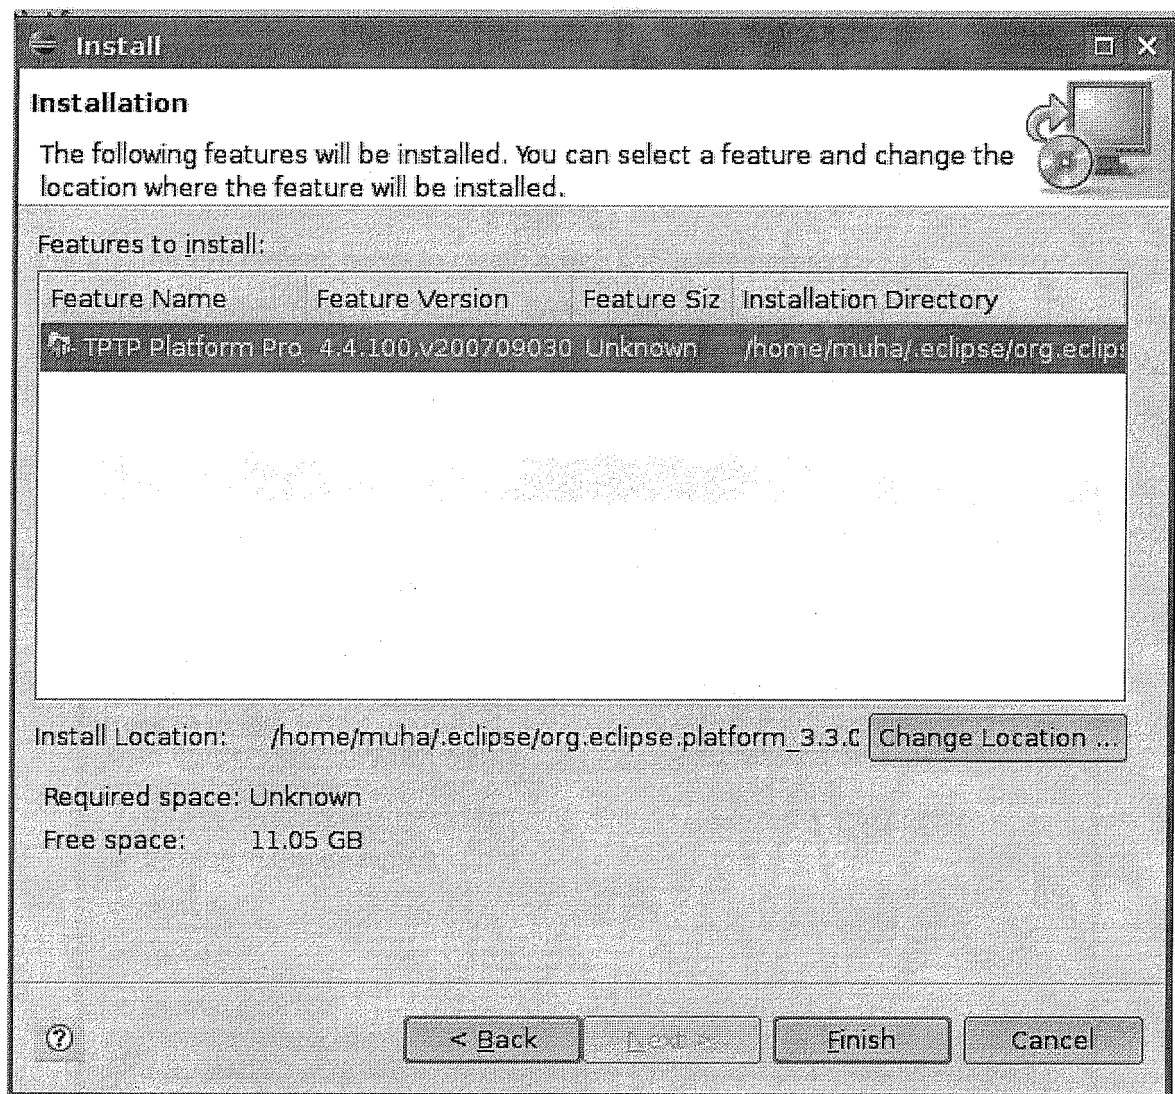 Install
Installation
The following features will be installed. You can select a feature and change the
location where the feature will be installed.
Features to install:
Feature Name Feature Version Feature Siz Installation Directory
TPTP Platform Pro 4.4.100.v200709030 Unknown /home/muha/.eclipse/org.eclips
Install Location: /home/muha/.eclipse/org.eclipse.platform_3.3.0 Change Location ...
Required space: Unknown
Free space: 11.05 GB
< Back Next > Finish Cancel